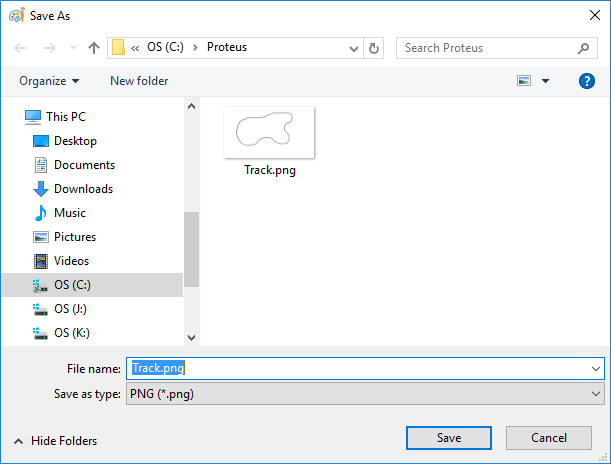 Save As
« OS (C:) > Proteus
Search Proteus
Organize
New folder
?
This PC
Desktop
Documents
Downloads
Music
Pictures
Videos
OS (C:)
OS (J:)
OS (K:)
Track.png
File name: Track.png
Save as type: PNG (*.png)
Hide Folders
Save
Cancel